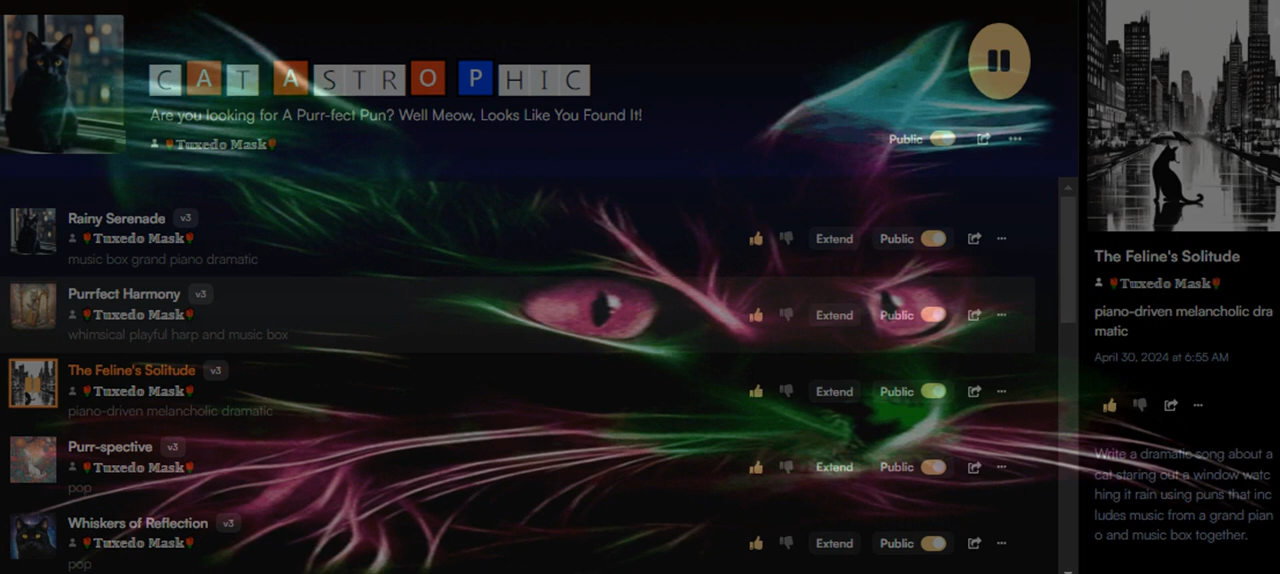 CAT ASTROPHIC
Are you looking for A Purr-fect Pun? Well Meow, Looks Like You Found It!
🌹Tuxedo Mask🌹
Public
Rainy Serenade v3
🌹Tuxedo Mask🌹
music box grand piano dramatic
Extend Public
Purrfect Harmony v3
🌹Tuxedo Mask🌹
whimsical playful harp and music box
Extend Public
The Feline's Solitude v3
🌹Tuxedo Mask🌹
piano-driven melancholic dramatic
Extend Public
Purr-spective v3
🌹Tuxedo Mask🌹
pop
Extend Public
Whiskers of Reflection v3
🌹Tuxedo Mask🌹
pop
Extend Public
The Feline's Solitude
🌹Tuxedo Mask🌹
piano-driven melancholic dra
matic
April 30, 2024 at 6:55 AM
Write a dramatic song about a
cat staring out a window watc
hing it rain using puns that inc
ludes music from a grand pian
o and music box together.